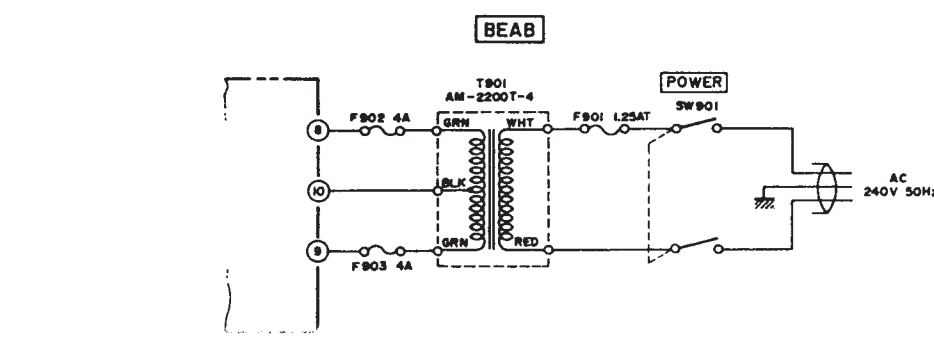 BEAB
POWER
T901
AM-2200T-4
SW901
F902 4A
GRN
WHT
F901 1.25AT
8
10
BLK
AC
240V 50Hz
9
GRN
RED
F903 4A